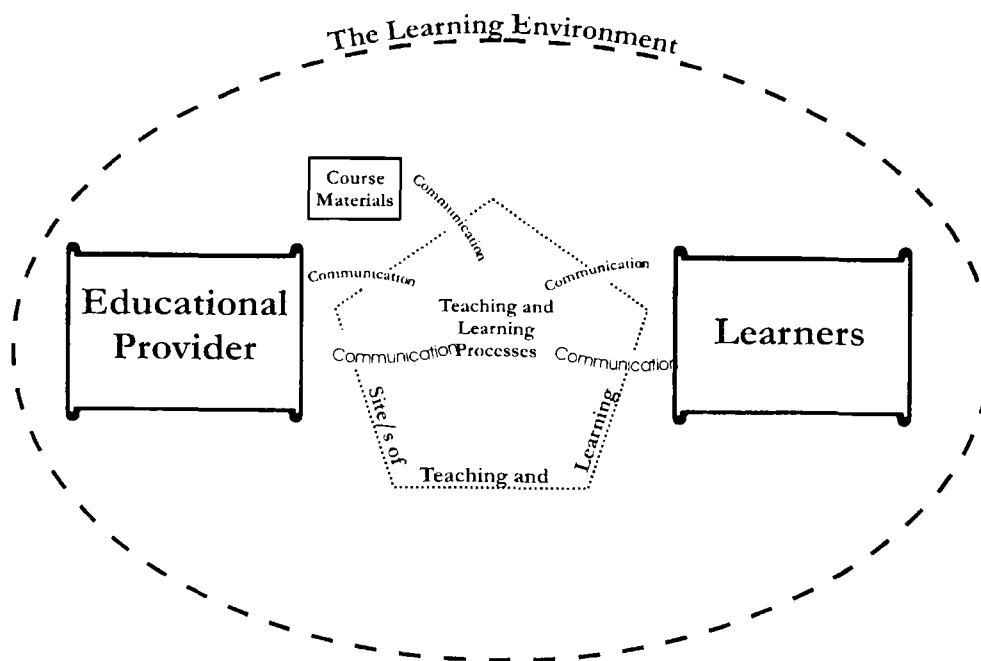 The Learning Environment
Course
Materials
Communication
Educational
Provider
Communication
Communication
Learners
Teaching and
Learning
Processes
Communication
Communication
Site/s of
Teaching and
Learning